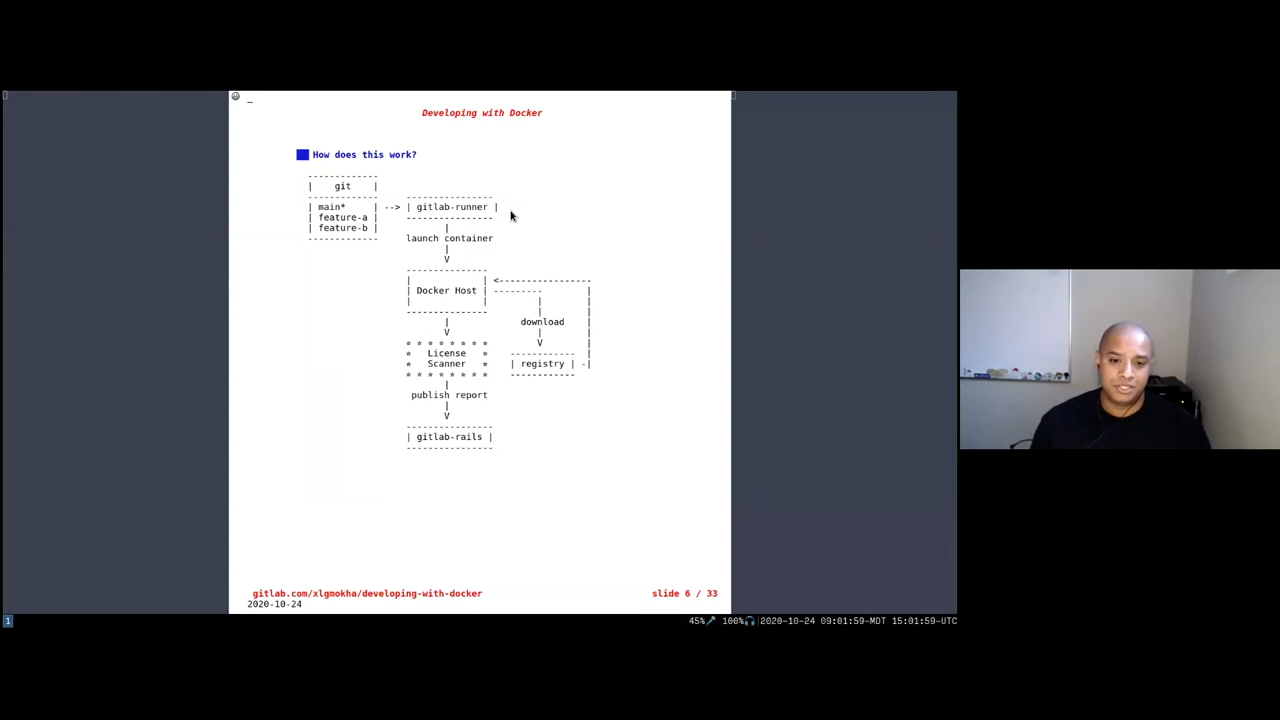 Developing with Docker
How does this work?
-------------
|    git    |
-------------     ----------------
| main*     | --> | gitlab-runner |
| feature-a |     ----------------
| feature-b |            |
-------------     launch container
|
V
---------------
|              | <-----------------
| Docker Host | ---------         |
|              |         |         |
---------------          |         |
|               download    |
V                  |        |
* * * * * * * *          V        |
*   License   *    ------------  |
*   Scanner   *    | registry | -|
* * * * * * * *    ------------
|
publish report
|
V
----------------
| gitlab-rails |
----------------
gitlab.com/xlgmokha/developing-with-docker slide 6 / 33
2020-10-24
1 45% 100% 2020-10-24 09:01:59-MDT 15:01:59-UTC